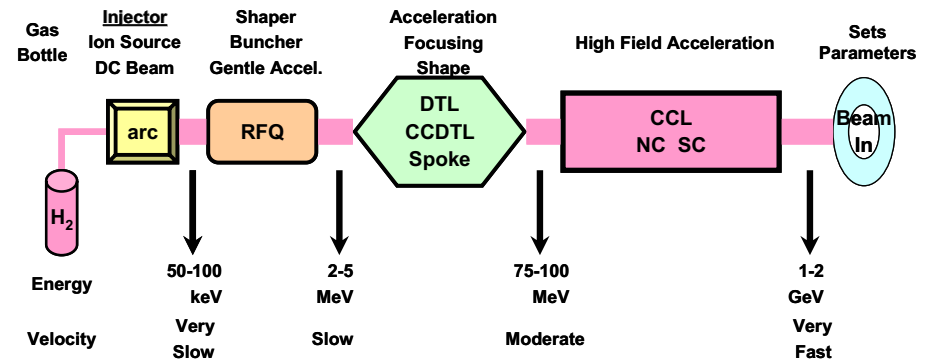 Gas
Bottle
Injector
Ion Source
DC Beam
Shaper
Buncher
Gentle Accel.
Acceleration
Focusing
Shape
High Field Acceleration
Sets
Parameters
arc
RFQ
DTL
CCDTL
Spoke
CCL
NC SC
Beam
In
H₂
Energy
50-100
keV
2-5
MeV
75-100
MeV
1-2
GeV
Velocity
Very
Slow
Slow
Moderate
Very
Fast